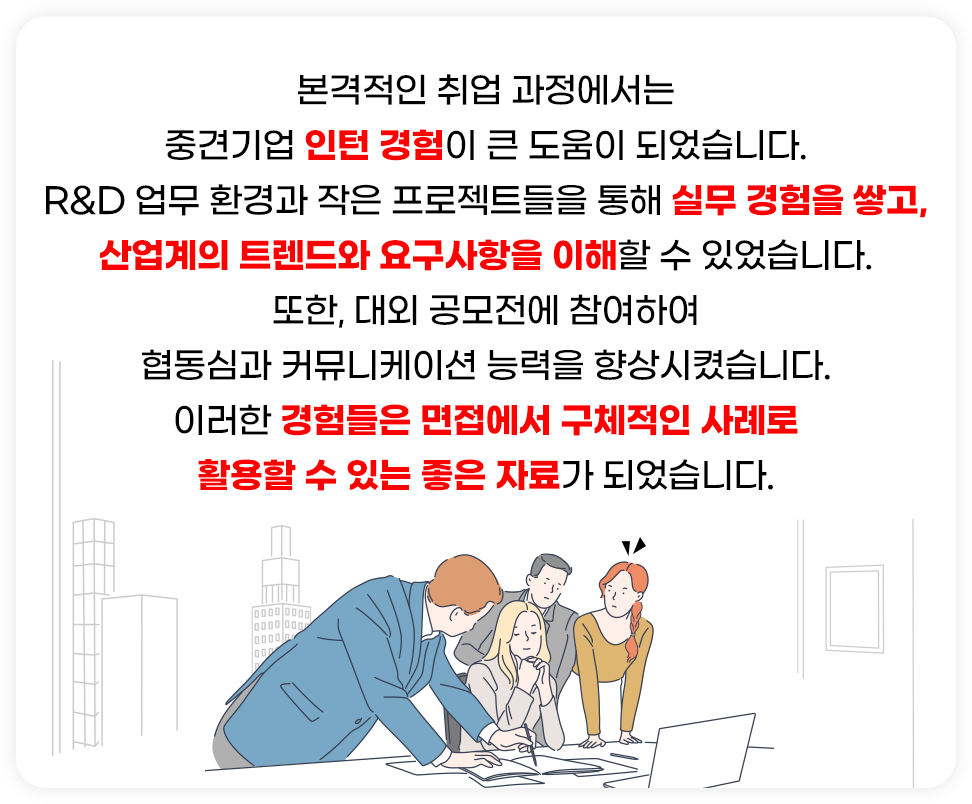 본격적인 취업 과정에서는
중견기업 인턴 경험이 큰 도움이 되었습니다.
R&D 업무 환경과 작은 프로젝트들을 통해 실무 경험을 쌓고,
산업계의 트렌드와 요구사항을 이해할 수 있었습니다.
또한, 대외 공모전에 참여하여
협동심과 커뮤니케이션 능력을 향상시켰습니다.
이러한 경험들은 면접에서 구체적인 사례로
활용할 수 있는 좋은 자료가 되었습니다.